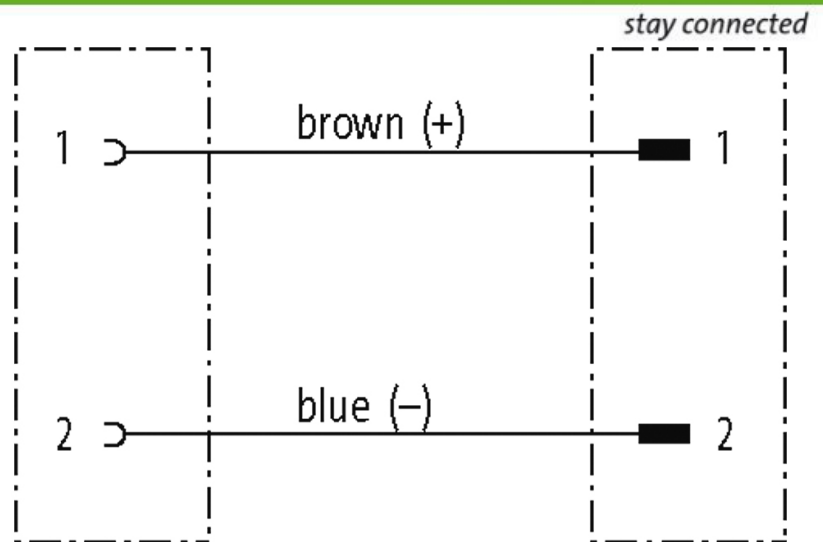 stay connected
1 brown (+) 1
2 blue (–) 2